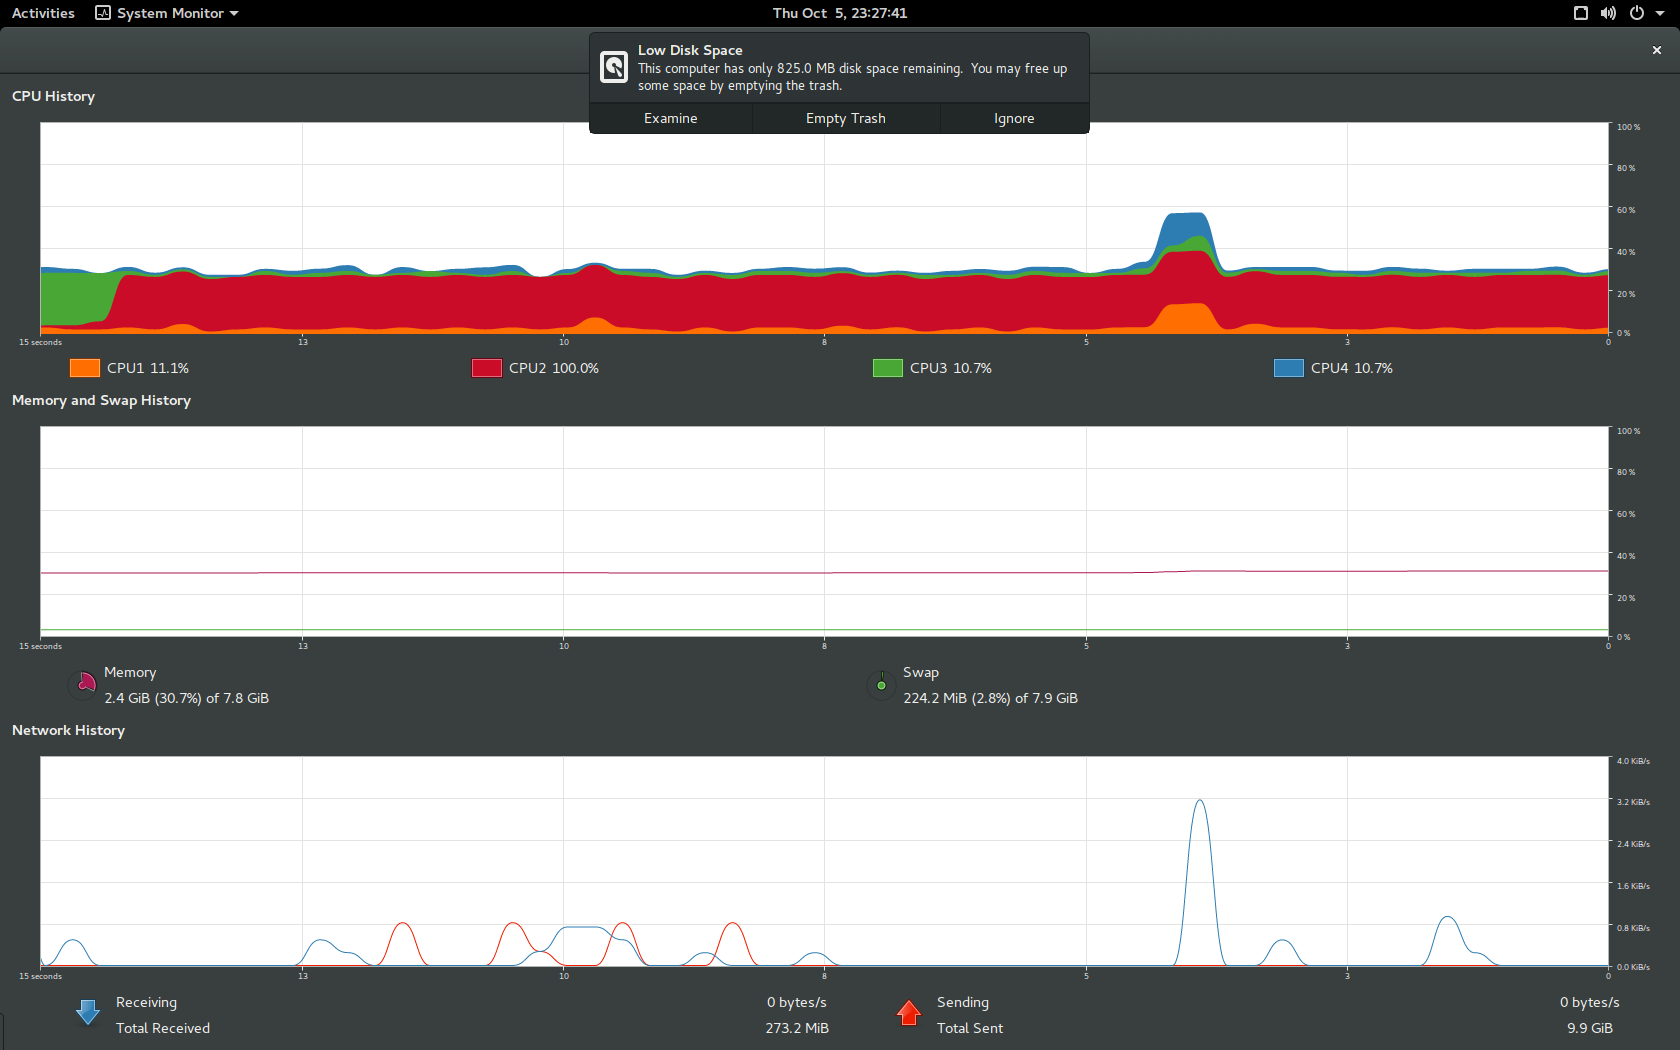 Activities System Monitor Thu Oct 5, 23:27:41
Low Disk Space
This computer has only 825.0 MB disk space remaining. You may free up
some space by emptying the trash.
Examine Empty Trash Ignore
CPU History
100 %
80 %
60 %
40 %
20 %
0 %
15 seconds 13 10 8 5 3 0
CPU1 11.1% CPU2 100.0% CPU3 10.7% CPU4 10.7%
Memory and Swap History
100 %
80 %
60 %
40 %
20 %
0 %
15 seconds 13 10 8 5 3 0
Memory Swap
2.4 GiB (30.7%) of 7.8 GiB 224.2 MiB (2.8%) of 7.9 GiB
Network History
4.0 KiB/s
3.2 KiB/s
2.4 KiB/s
1.6 KiB/s
0.8 KiB/s
0.0 KiB/s
15 seconds 13 10 8 5 3 0
Receiving 0 bytes/s Sending 0 bytes/s
Total Received 273.2 MiB Total Sent 9.9 GiB